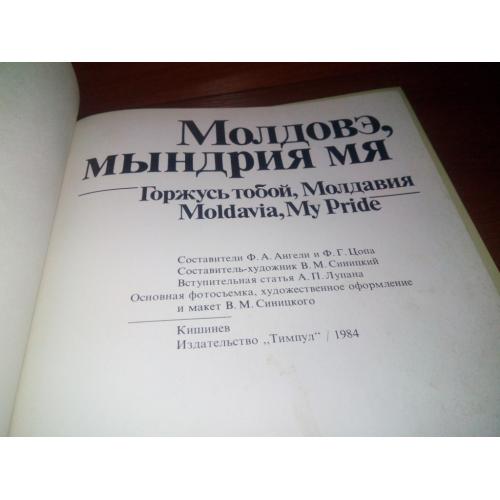 Молдовэ,
мындрия мя
Горжусь тобой, Молдавия
Moldavia, My Pride
Составители Ф. А. Ангели и Ф. Г. Цопа
Составитель-художник В. М. Синицкий
Вступительная статья А. П. Лупана
Основная фотосъемка, художественное оформление
и макет В. М. Синицкого
Кишинев
Издательство „Тимпул" / 1984